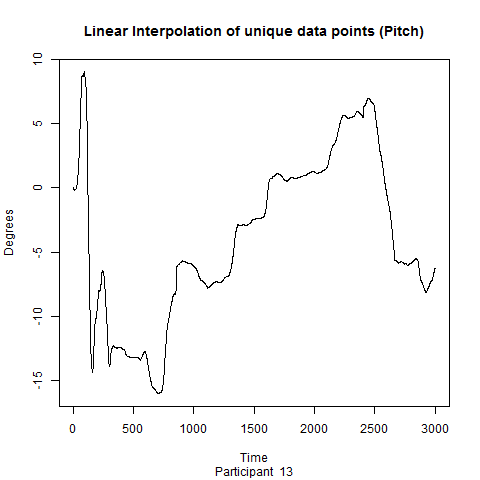 Linear Interpolation of unique data points (Pitch)
10
5
0
-5
-10
-15
Degrees
0 500 1000 1500 2000 2500 3000
Time
Participant 13